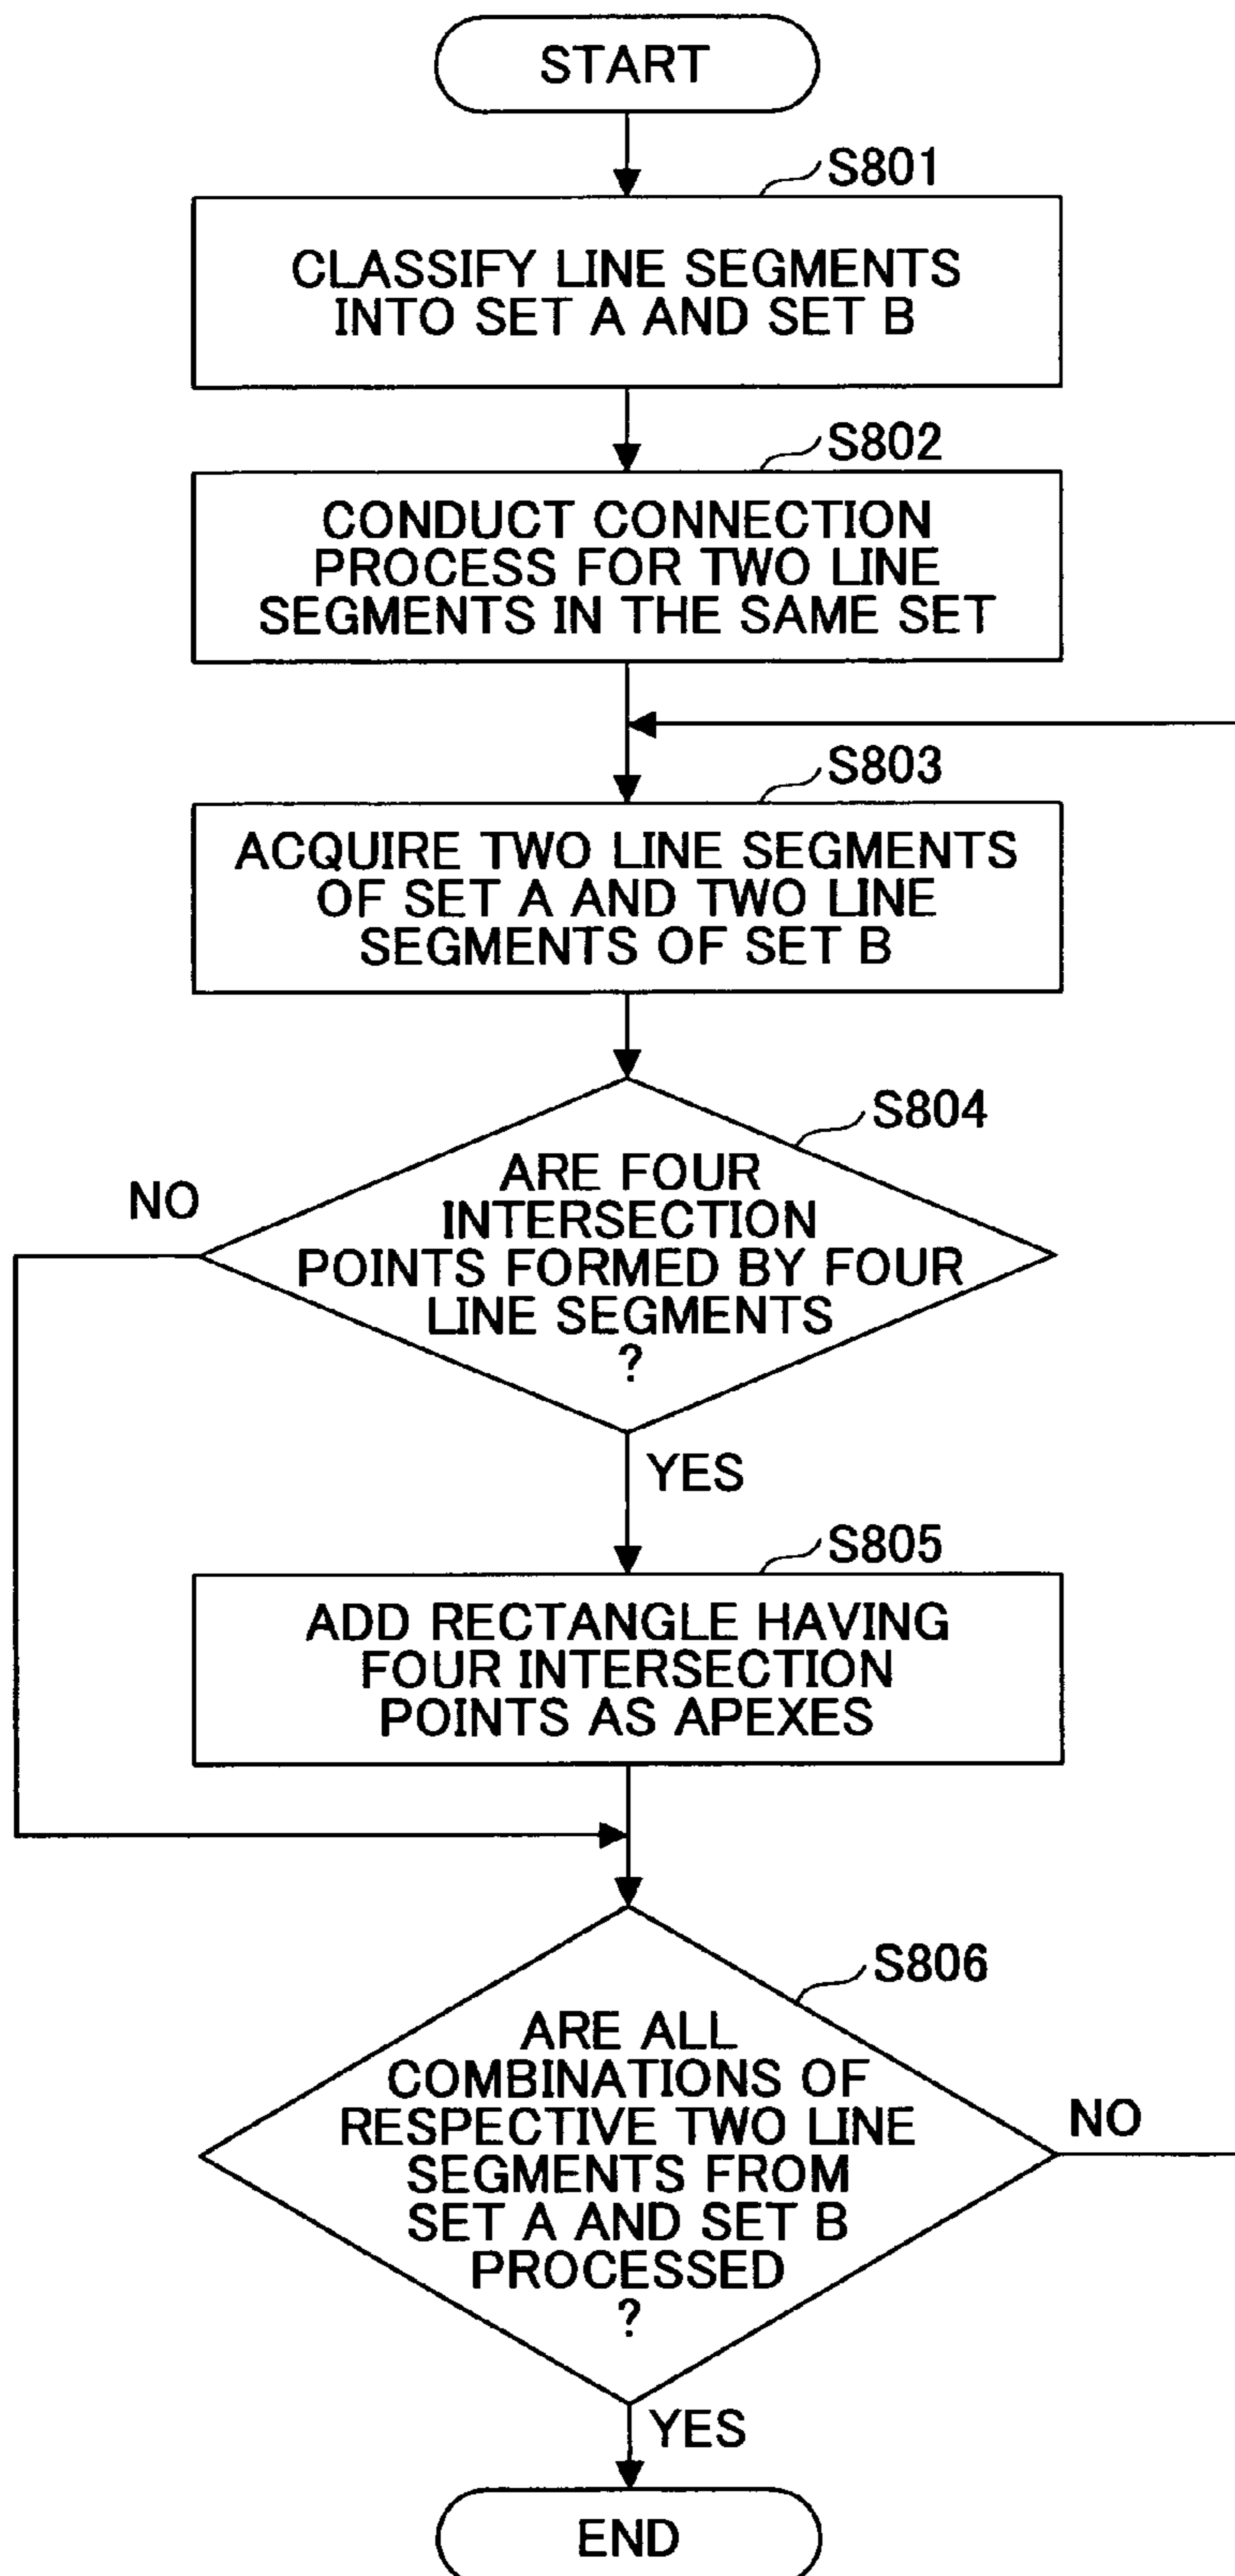 START
S801
CLASSIFY LINE SEGMENTS
INTO SET A AND SET B
S802
CONDUCT CONNECTION
PROCESS FOR TWO LINE
SEGMENTS IN THE SAME SET
S803
ACQUIRE TWO LINE SEGMENTS
OF SET A AND TWO LINE
SEGMENTS OF SET B
S804
NO
ARE FOUR
INTERSECTION
POINTS FORMED BY FOUR
LINE SEGMENTS
?
YES
S805
ADD RECTANGLE HAVING
FOUR INTERSECTION
POINTS AS APEXES
S806
ARE ALL
COMBINATIONS OF
RESPECTIVE TWO LINE
SEGMENTS FROM
SET A AND SET B
PROCESSED
?
NO
YES
END